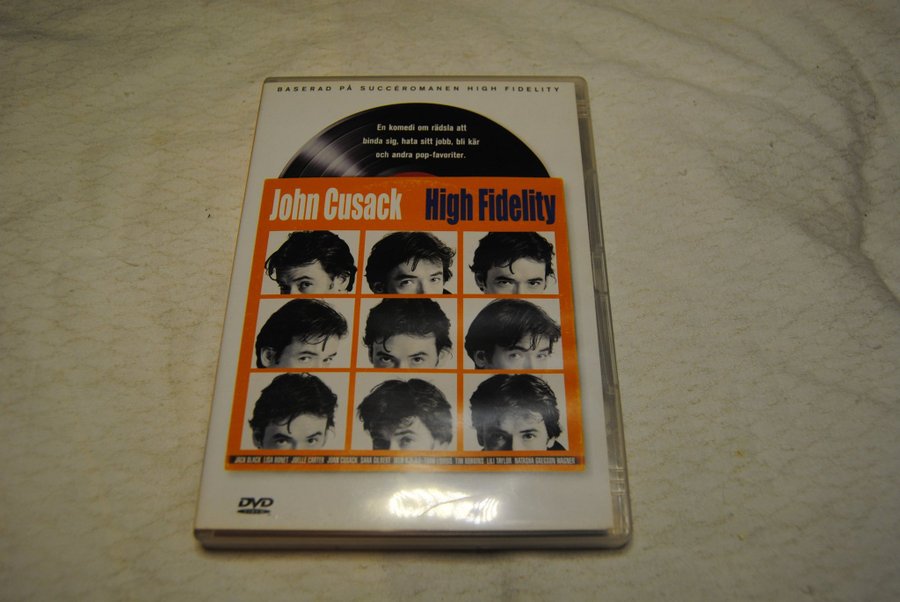 BASERAD PÅ SUCCÉROMANEN HIGH FIDELITY
En komedi om rädsla att
binda sig, hata sitt jobb, bli kär
och andra pop-favoriter.
John Cusack High Fidelity
JACK BLACK LISA BONET JOELLE CARTER JOAN CUSACK SARA GILBERT TIM ROBBINS LILI TAYLOR NATASHA GREGSON WAGNER
DVD
VIDEO